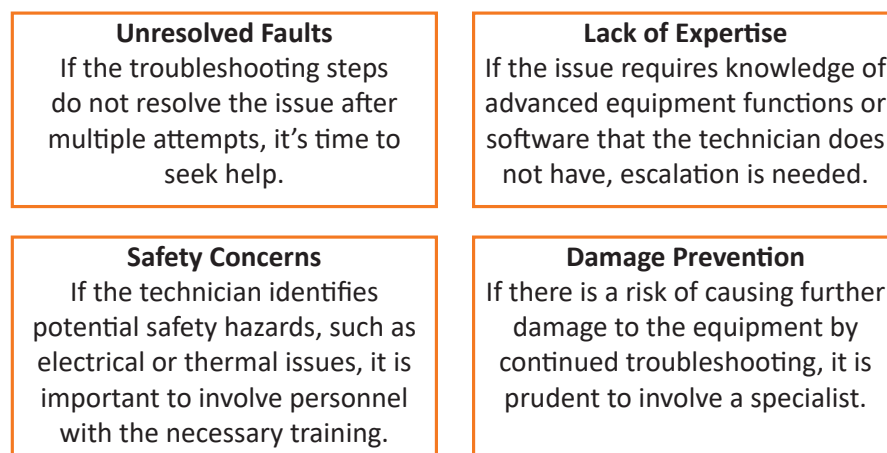 Unresolved Faults
If the troubleshooting steps
do not resolve the issue after
multiple attempts, it’s time to
seek help.
Lack of Expertise
If the issue requires knowledge of
advanced equipment functions or
software that the technician does
not have, escalation is needed.
Safety Concerns
If the technician identifies
potential safety hazards, such as
electrical or thermal issues, it is
important to involve personnel
with the necessary training.
Damage Prevention
If there is a risk of causing further
damage to the equipment by
continued troubleshooting, it is
prudent to involve a specialist.